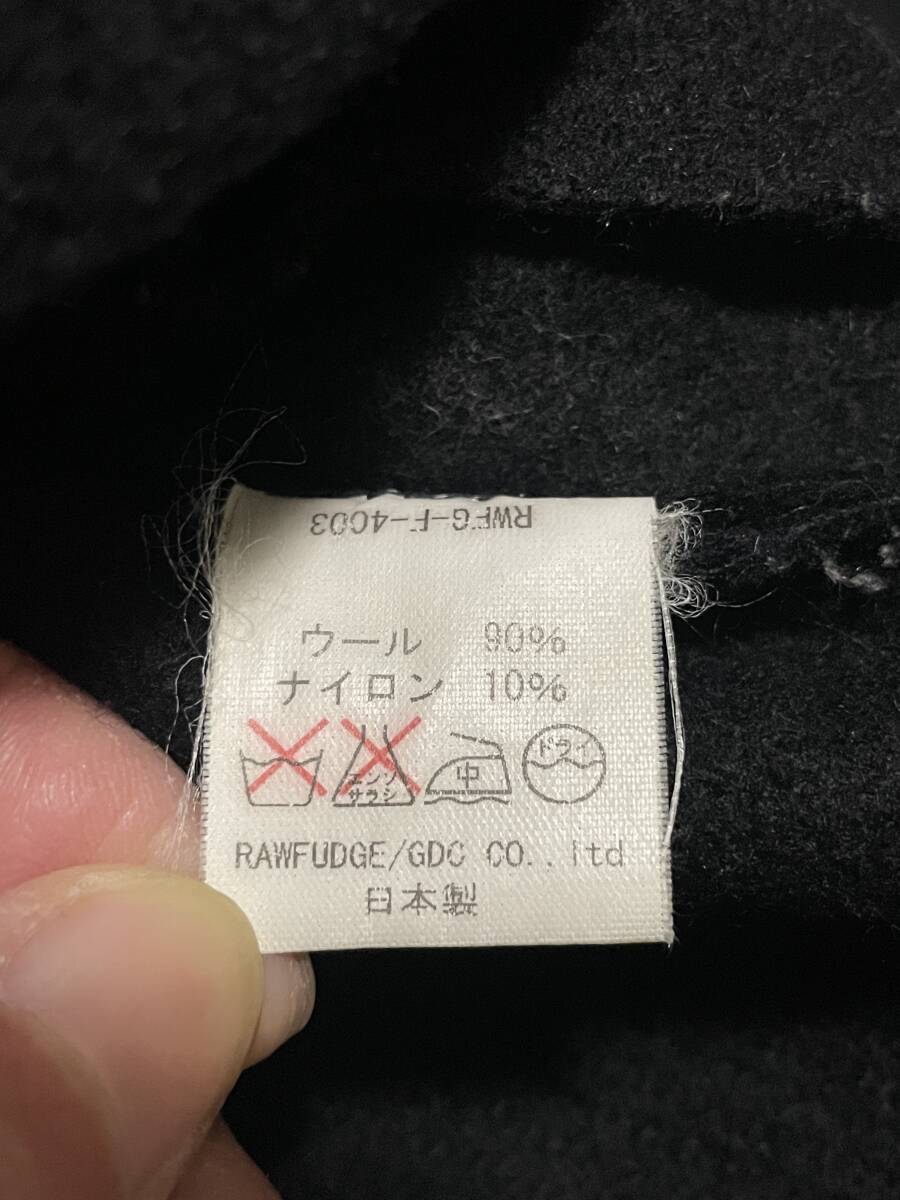 RWFG-F-4003
ウール 90%
ナイロン 10%
エンソ
サラシ
中
ドライ
RAWFUDGE/GDC CO., ltd
日本製